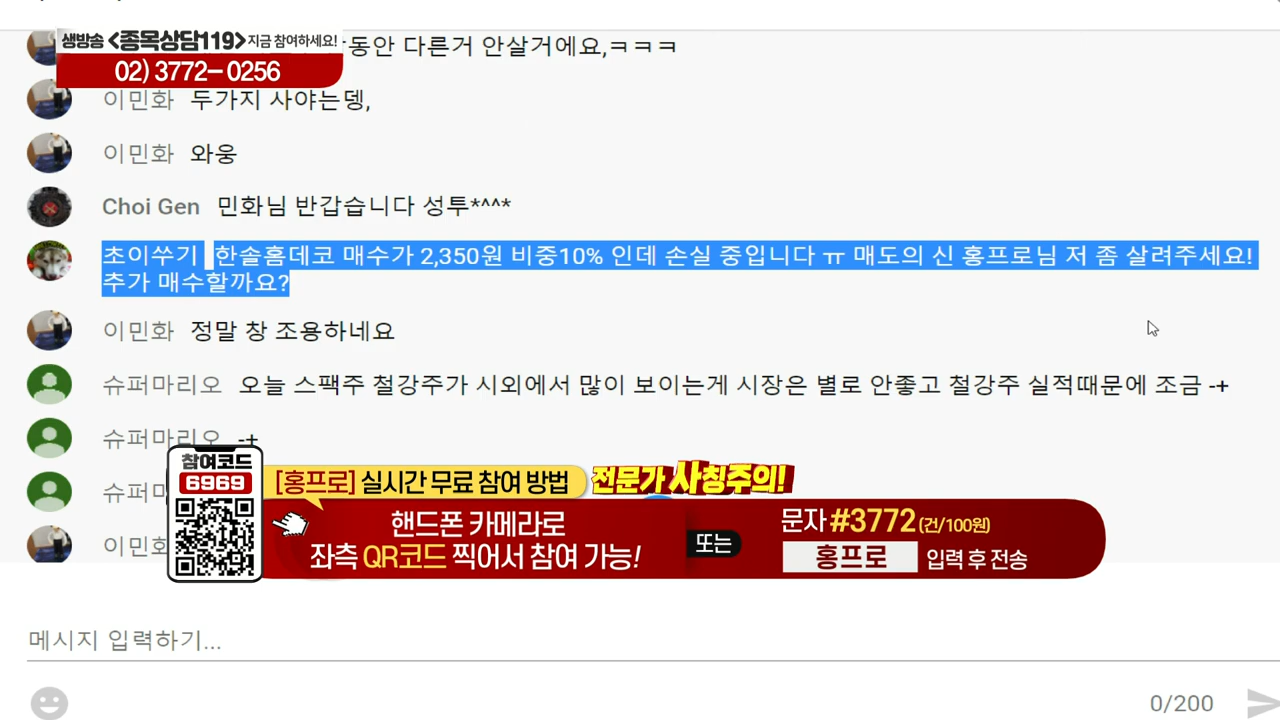 생방송 <종목상담119> 지금 참여하세요!
02) 3772-0256
동안 다른거 안살거에요,ㅋㅋㅋ
이민화 두가지 사야는뎅,
이민화 와웅
Choi Gen 민화님 반갑습니다 성투*^^*
초이쑤기 한솔홈데코 매수가 2,350원 비중10% 인데 손실 중입니다 ㅠ 매도의 신 홍프로님 저 좀 살려주세요!
추가 매수할까요?
이민화 정말 창 조용하네요
슈퍼마리오 오늘 스팩주 철강주가 시외에서 많이 보이는게 시장은 별로 안좋고 철강주 실적때문에 조금 -+
슈퍼마리오 -+
슈퍼
이민화
참여코드
6969
[홍프로] 실시간 무료 참여 방법
전문가 사칭주의!
핸드폰 카메라로
좌측 QR코드 찍어서 참여 가능!
또는
문자 #3772 (건/100원)
홍프로 입력 후 전송
메시지 입력하기...
0/200